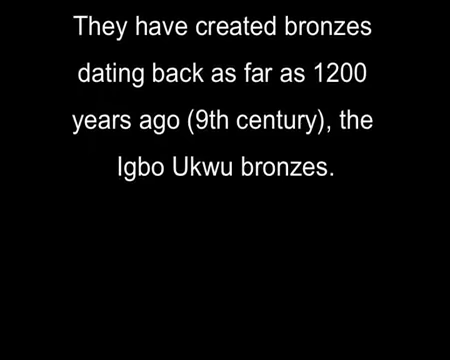 They have created bronzes
dating back as far as 1200
years ago (9th century), the
Igbo Ukwu bronzes.